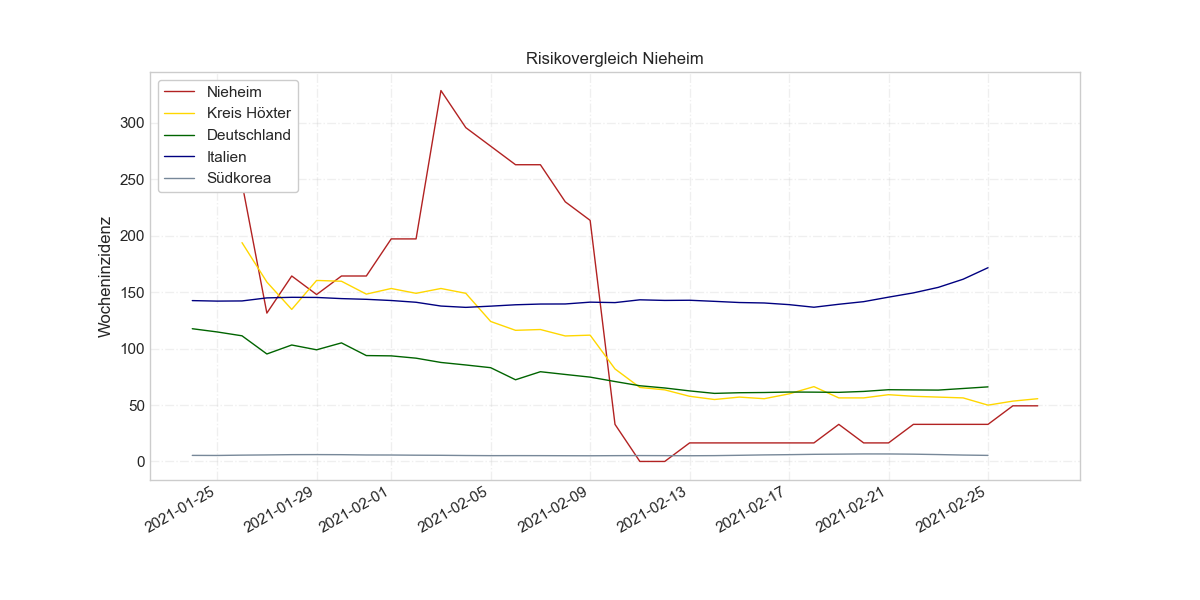 Risikovergleich Nieheim
Nieheim
Kreis Höxter
Deutschland
Italien
Südkorea
Wocheninzidenz
300
250
200
150
100
50
0
2021-01-25
2021-01-29
2021-02-01
2021-02-05
2021-02-09
2021-02-13
2021-02-17
2021-02-21
2021-02-25